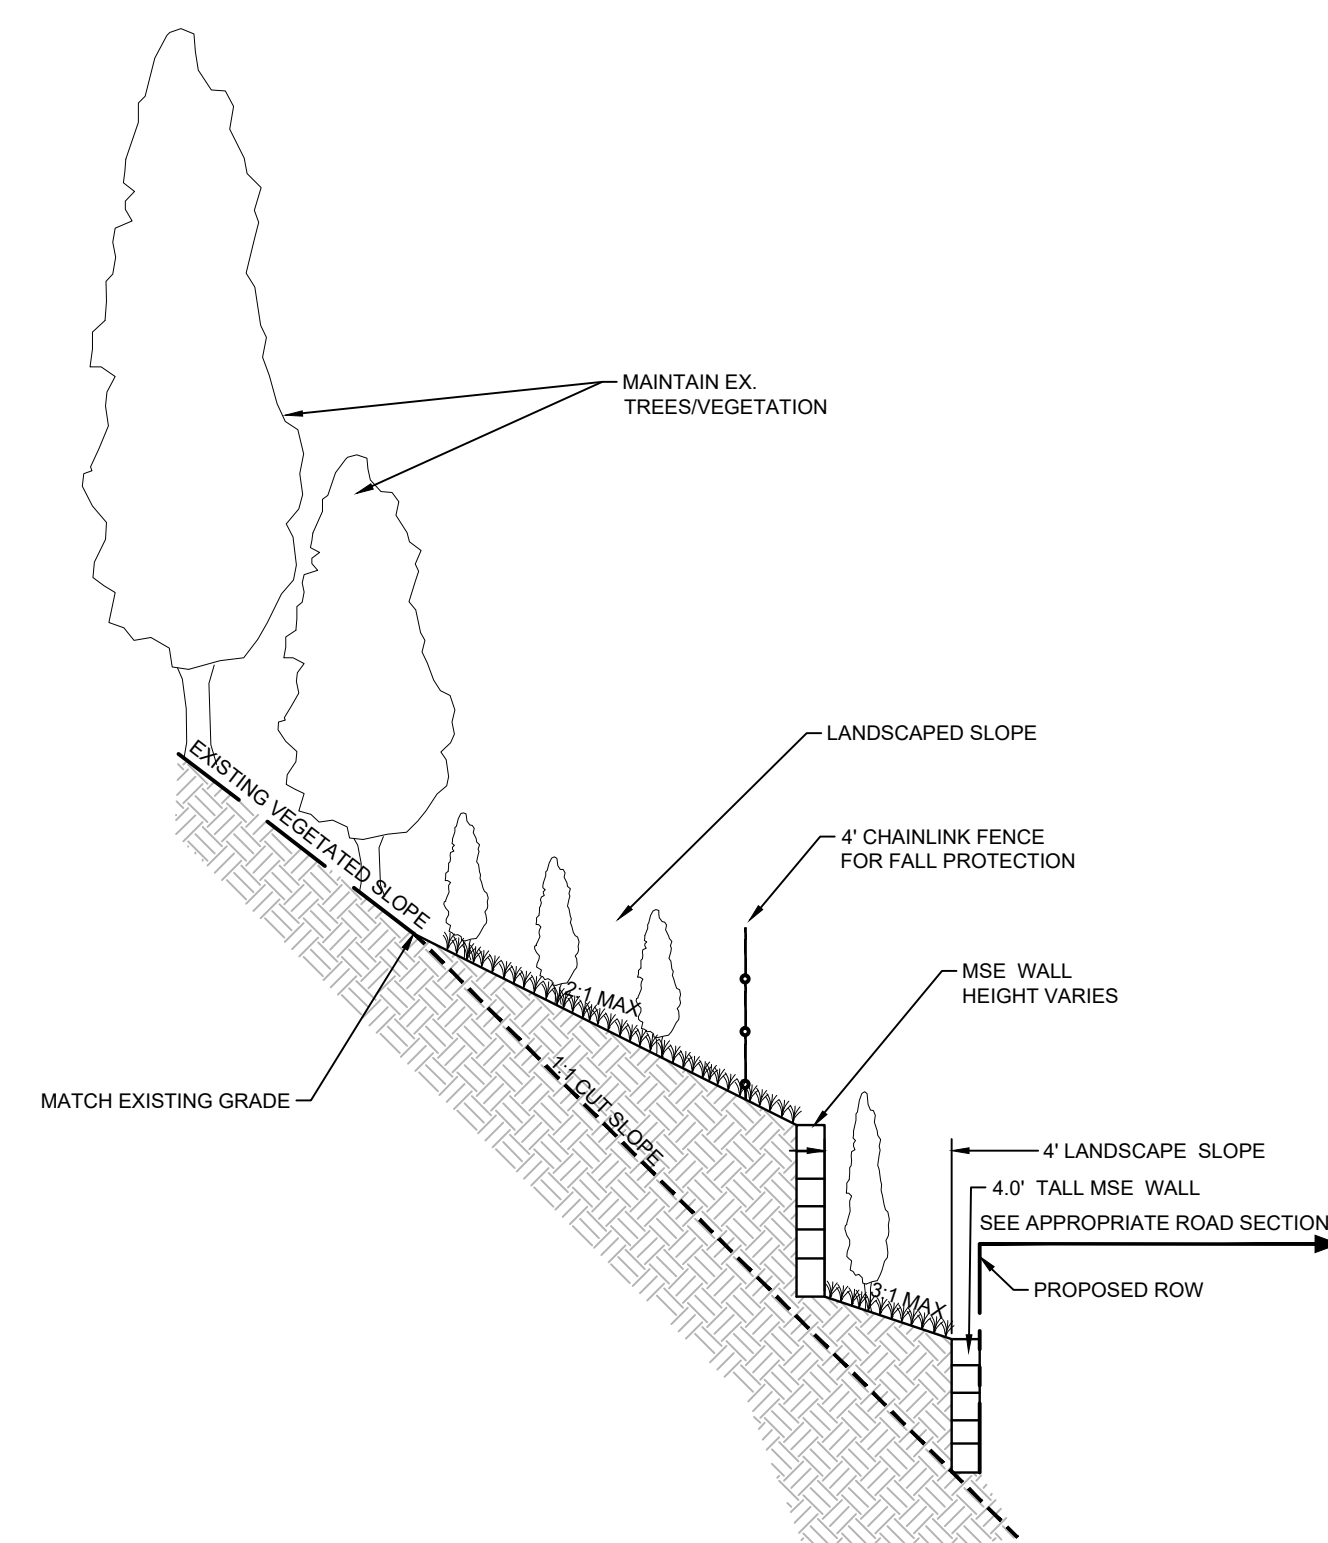 MAINTAIN EX.
TREES/VEGETATION
LANDSCAPED SLOPE
EXISTING VEGETATED SLOPE
4' CHAINLINK FENCE
FOR FALL PROTECTION
MSE WALL
HEIGHT VARIES
2:1 MAX
1:1 CUT SLOPE
MATCH EXISTING GRADE
4' LANDSCAPE SLOPE
4.0' TALL MSE WALL
SEE APPROPRIATE ROAD SECTION
PROPOSED ROW
3:1 MAX